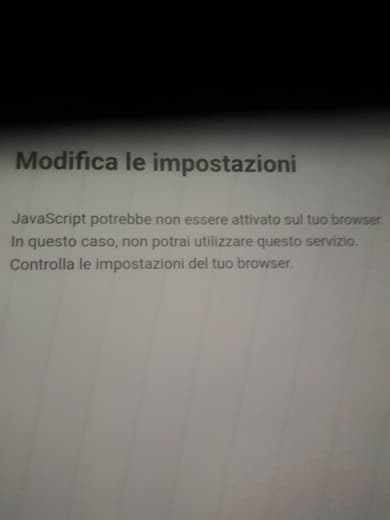 Modifica le impostazioni
JavaScript potrebbe non essere attivato sul tuo browser.
In questo caso, non potrai utilizzare questo servizio.
Controlla le impostazioni del tuo browser.